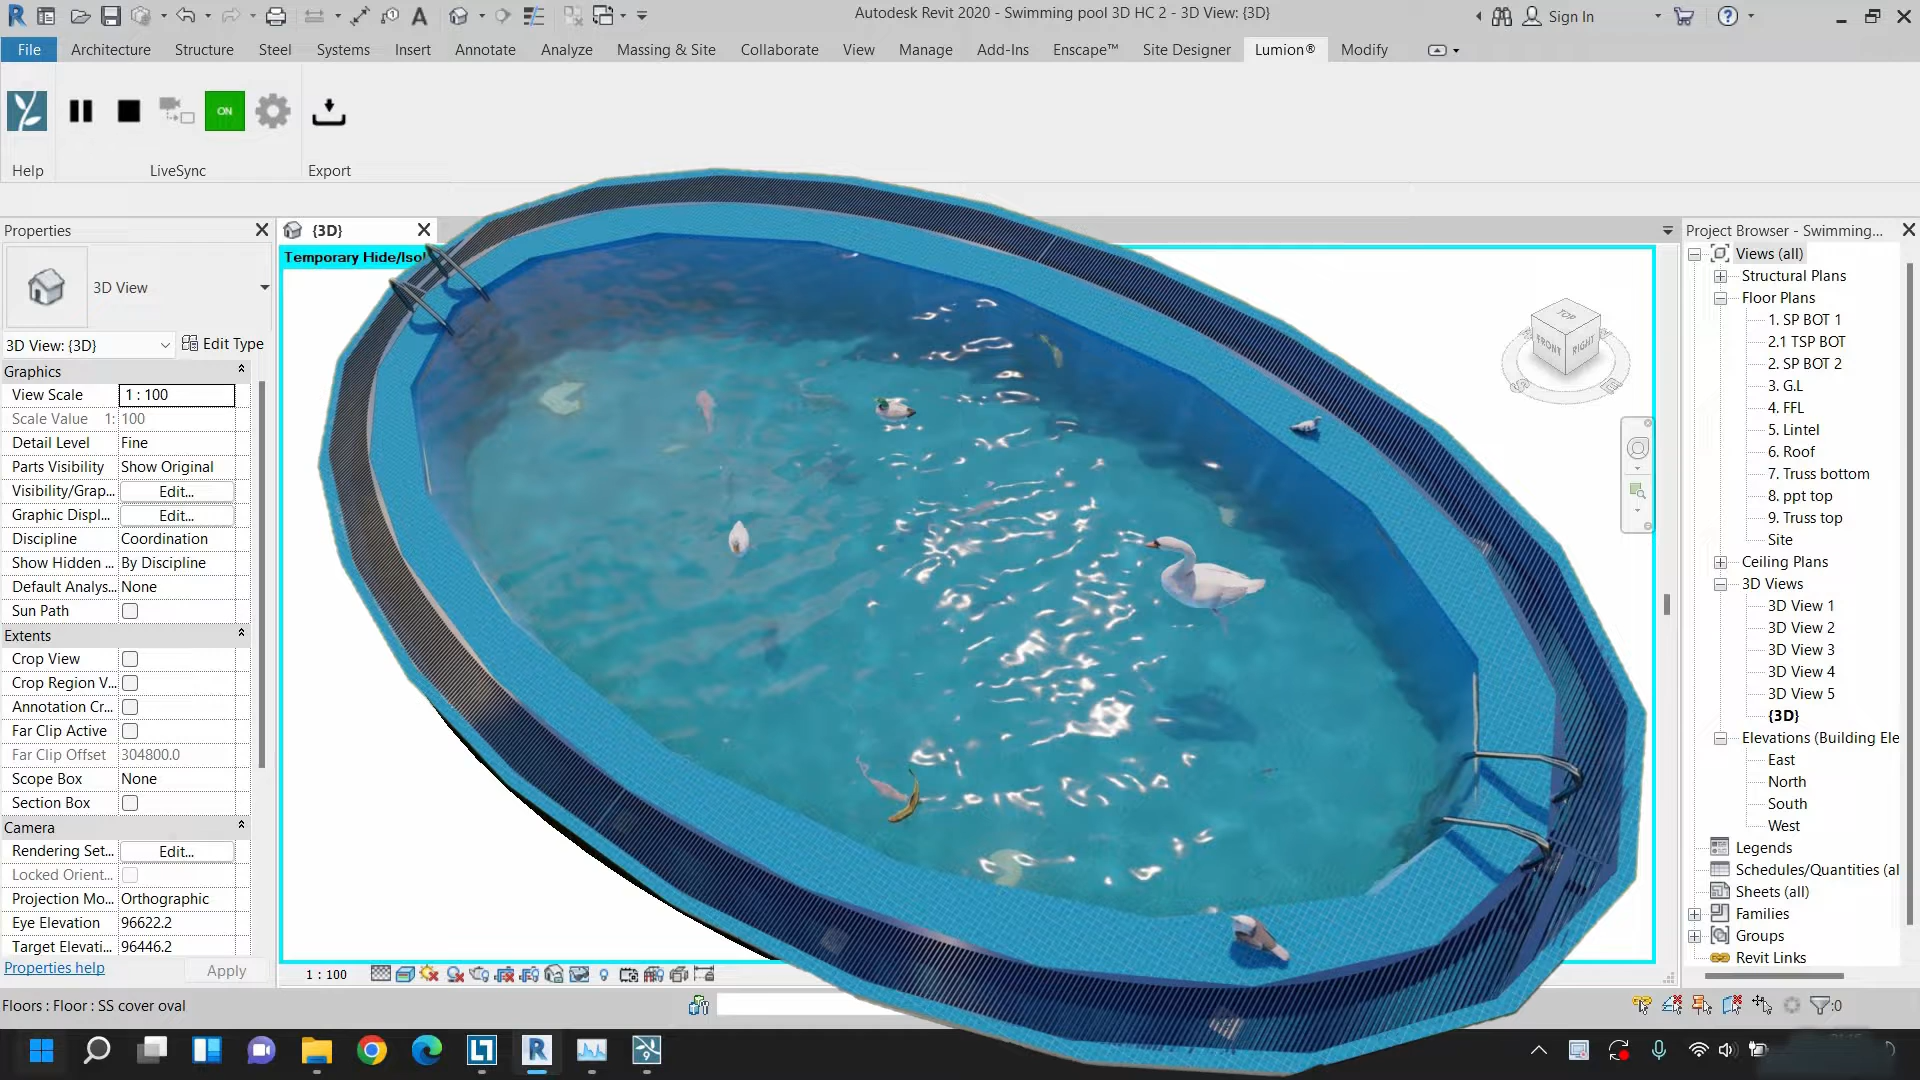 Autodesk Revit 2020 - Swimming pool 3D HC 2 - 3D View: {3D}
Sign In
File Architecture Structure Steel Systems Insert Annotate Analyze Massing & Site Collaborate View Manage Add-Ins Enscape™ Site Designer Lumion® Modify
ON
Help LiveSync Export
Properties
3D View
3D View: {3D} Edit Type
Graphics
View Scale 1 : 100
Scale Value 1: 100
Detail Level Fine
Parts Visibility Show Original
Visibility/Grap... Edit...
Graphic Displ... Edit...
Discipline Coordination
Show Hidden ... By Discipline
Default Analys... None
Sun Path
Extents
Crop View
Crop Region V...
Annotation Cr...
Far Clip Active
Far Clip Offset 304800.0
Scope Box None
Section Box
Camera
Rendering Set... Edit...
Locked Orient...
Projection Mo... Orthographic
Eye Elevation 96622.2
Target Elevati... 96446.2
Properties help Apply
{3D}
Temporary Hide/Iso
TOP
FRONT RIGHT
1 : 100
Project Browser - Swimming...
Views (all)
Structural Plans
Floor Plans
1. SP BOT 1
2.1 TSP BOT
2. SP BOT 2
3. G.L
4. FFL
5. Lintel
6. Roof
7. Truss bottom
8. ppt top
9. Truss top
Site
Ceiling Plans
3D Views
3D View 1
3D View 2
3D View 3
3D View 4
3D View 5
{3D}
Elevations (Building Ele
East
North
South
West
Legends
Schedules/Quantities (al
Sheets (all)
Families
Groups
Revit Links
Floors : Floor : SS cover oval
:0